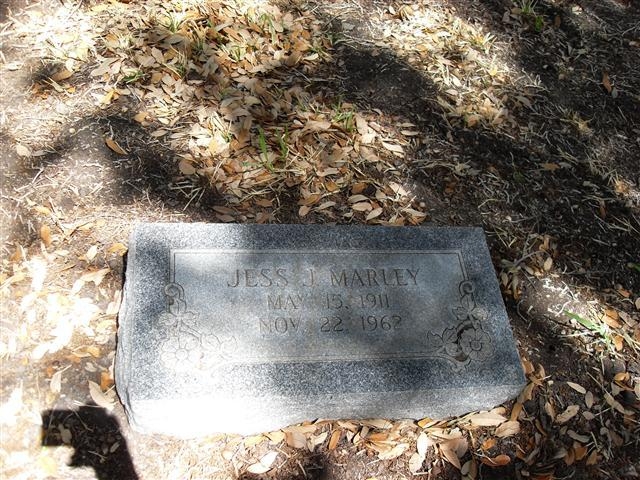 JESS J. MARLEY
MAY 15, 1911
NOV. 22, 1962